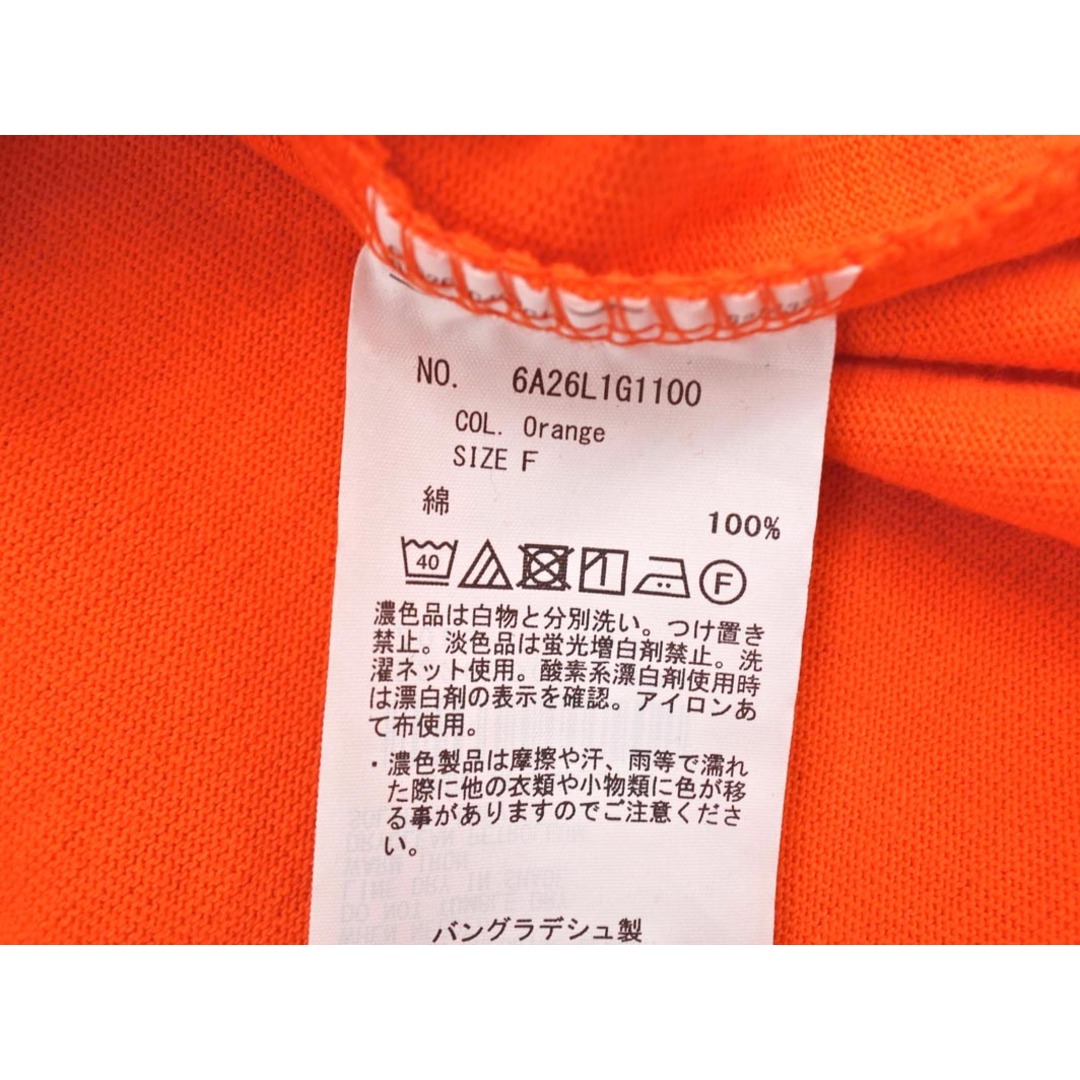 NO. 6A26L1G1100
COL. Orange
SIZE F
綿 100%
40 F
濃色品は白物と分別洗い。つけ置き
禁止。淡色品は蛍光増白剤禁止。洗
濯ネット使用。酸素系漂白剤使用時
は漂白剤の表示を確認。アイロンあ
て布使用。
・濃色製品は摩擦や汗、雨等で濡れ
た際に他の衣類や小物類に色が移
る事がありますのでご注意くださ
い。
バングラデシュ製